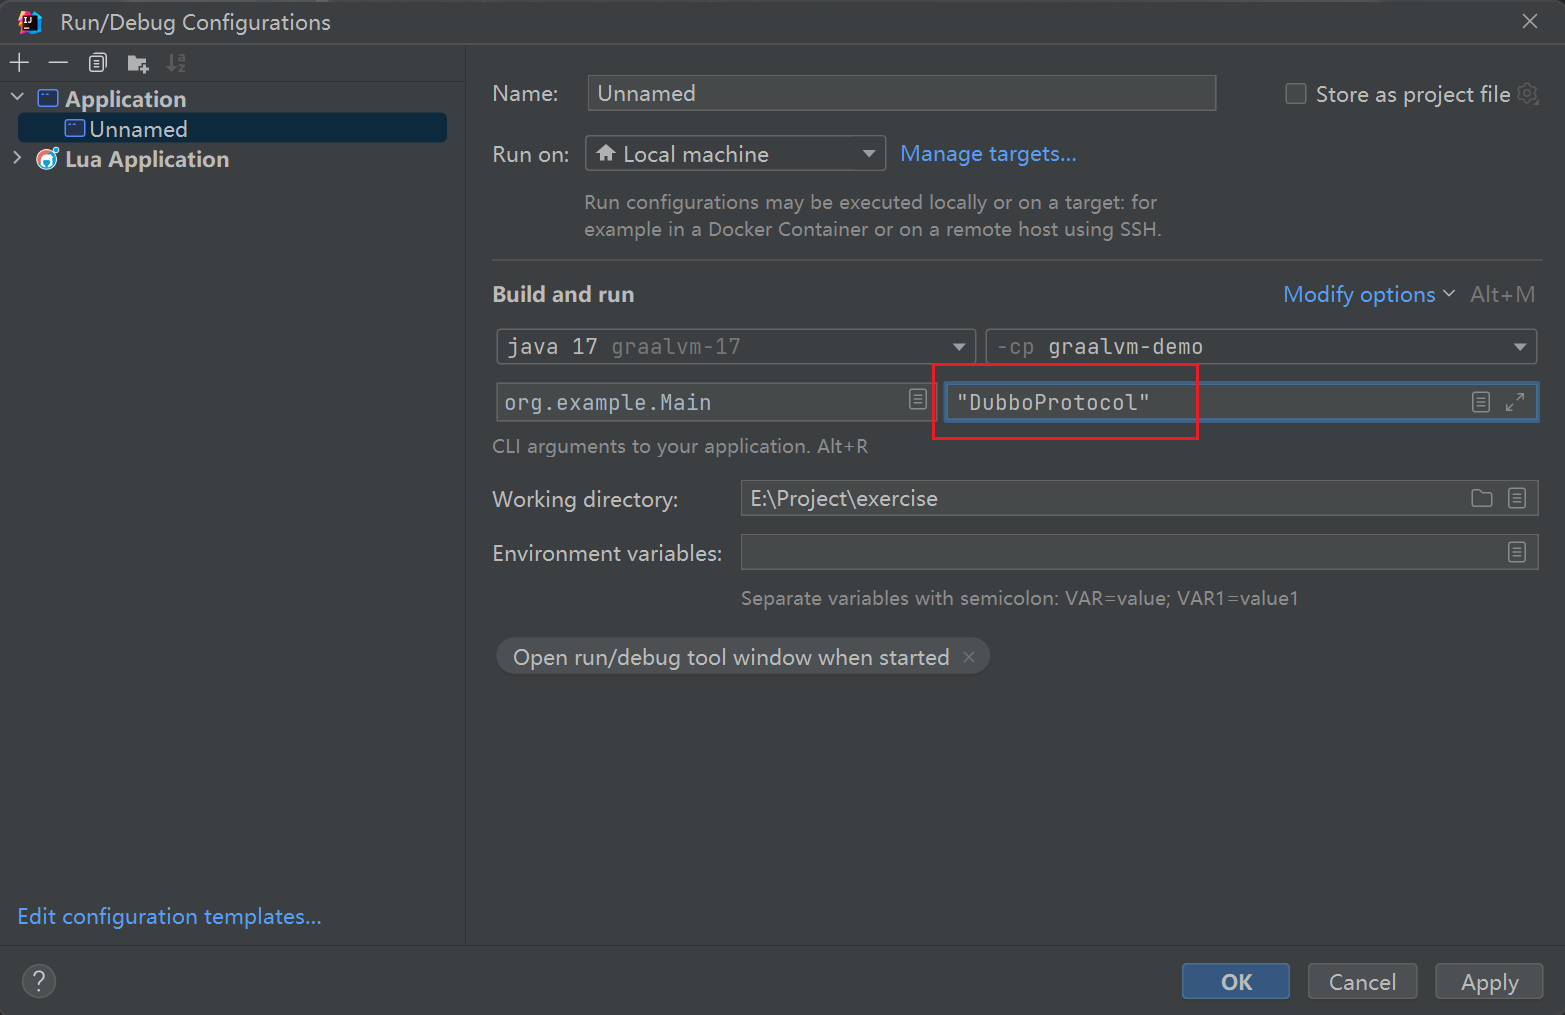 Run/Debug Configurations
Application
Unnamed
Lua Application
Name: Unnamed Store as project file
Run on: Local machine Manage targets...
Run configurations may be executed locally or on a target: for
example in a Docker Container or on a remote host using SSH.
Build and run Modify options Alt+M
java 17 graalvm-17 -cp graalvm-demo
org.example.Main "DubboProtocol"
CLI arguments to your application. Alt+R
Working directory: E:\Project\exercise
Environment variables:
Separate variables with semicolon: VAR=value; VAR1=value1
Open run/debug tool window when started ×
Edit configuration templates...
? OK Cancel Apply